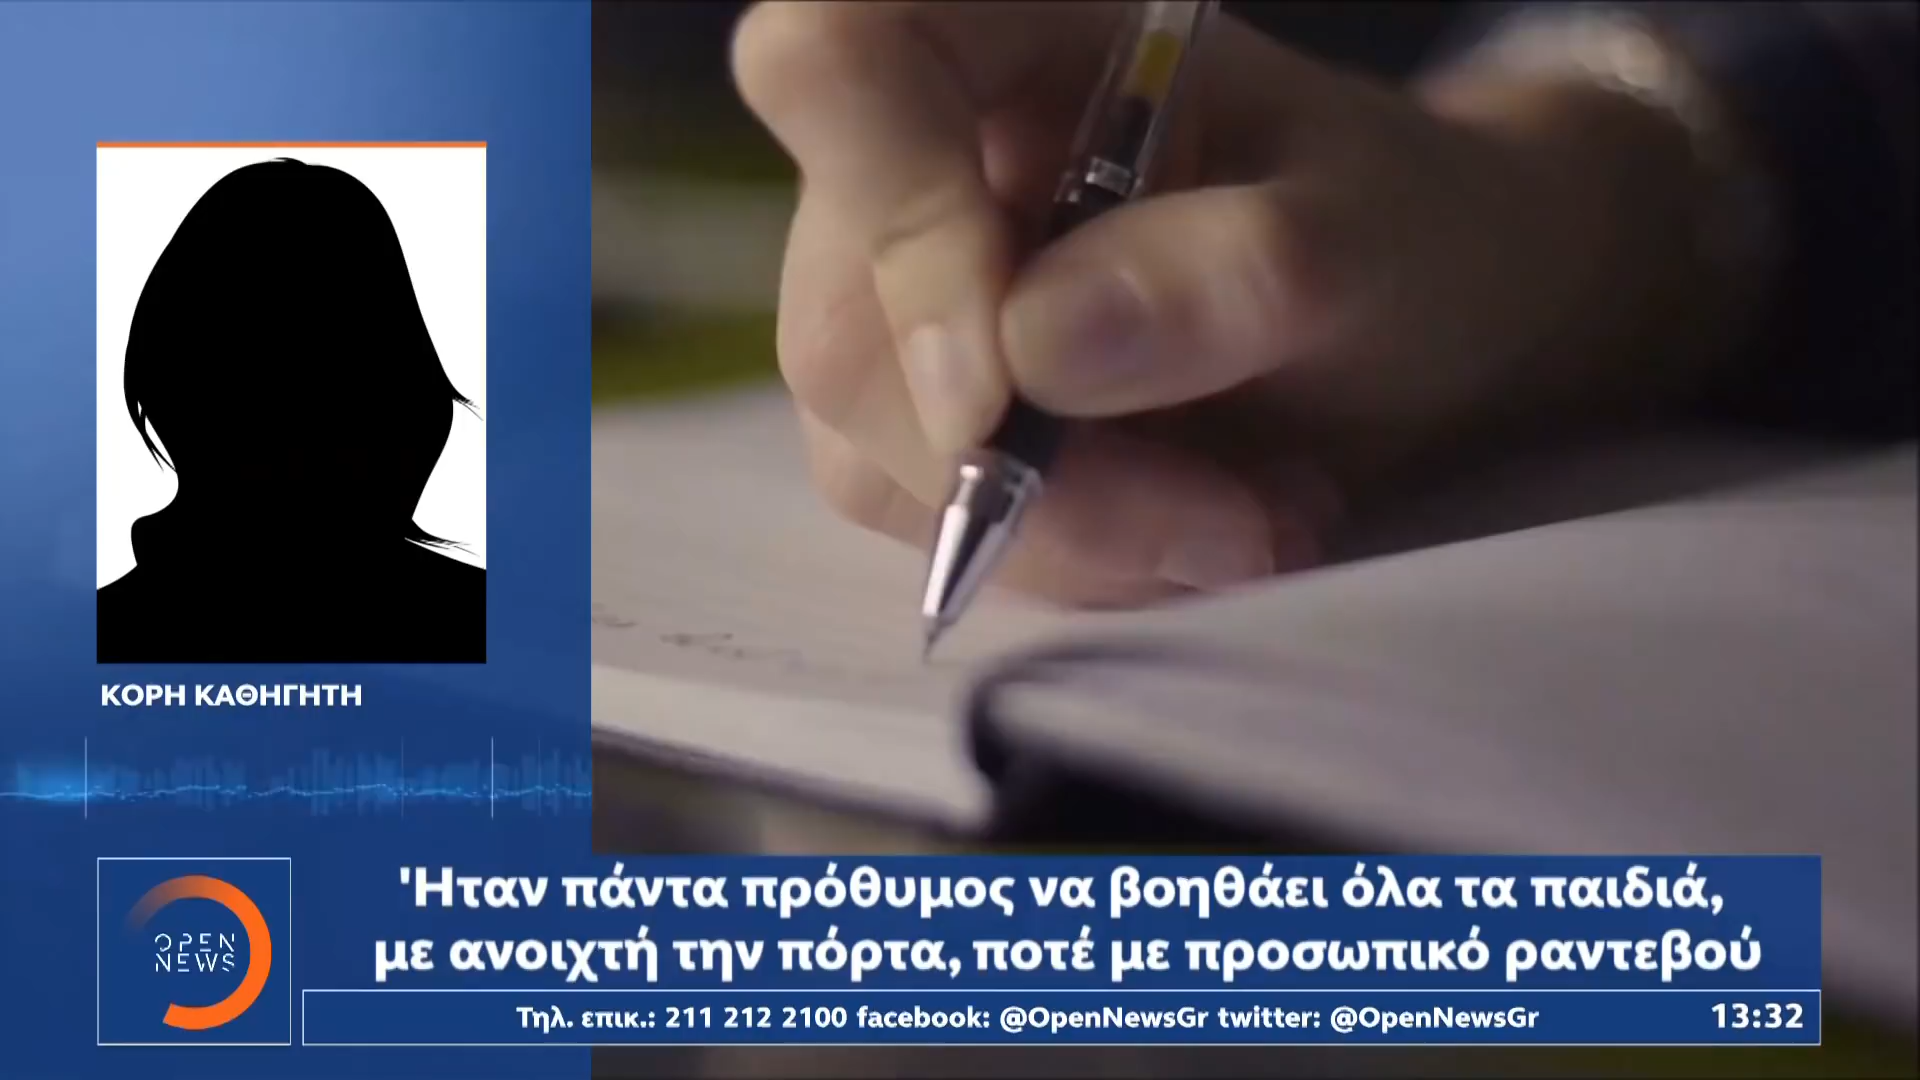 ΚΟΡΗ ΚΑΘΗΓΗΤΗ
'Ηταν πάντα πρόθυμος να βοηθάει όλα τα παιδιά,
με ανοιχτή την πόρτα, ποτέ με προσωπικό ραντεβού
OPEN
NEWS
Τηλ. επικ.: 211 212 2100 facebook: @OpenNewsGr twitter: @OpenNewsGr
13:32